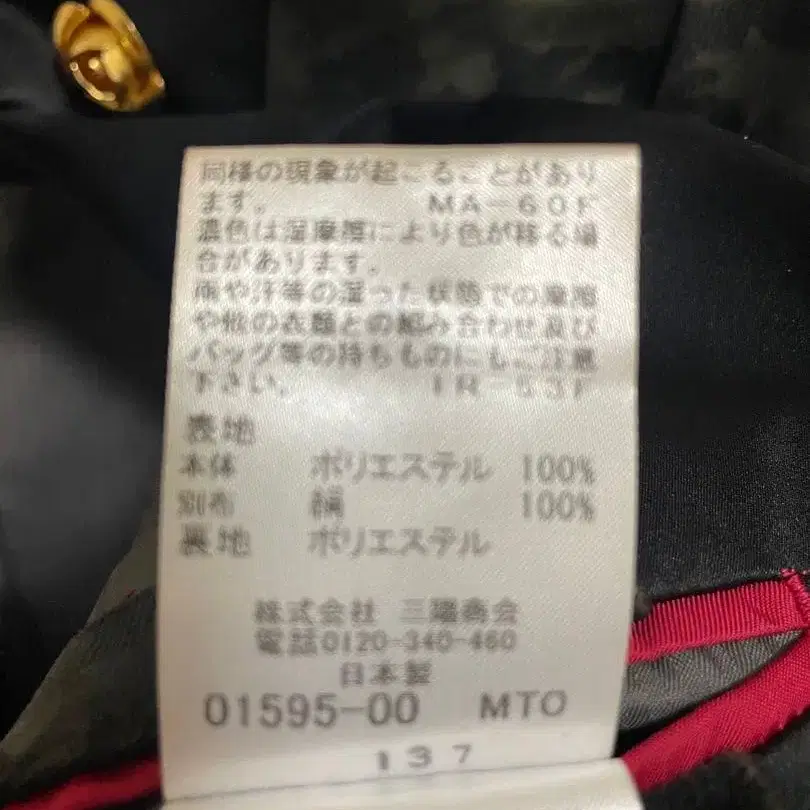 同様の現象が起こることがあり
ます。 MA-60F
濃色は湿摩擦により色が移る場
合があります。
雨や汗等の湿った状態での摩擦
や他の衣類との組み合わせ及び
バッグ等の持ちものにもご注意
下さい。 IR-53F
表地
本体 ポリエステル 100%
別布 絹 100%
裏地 ポリエステル
株式会社 三陽商会
電話0120-340-460
日本製
01595-00 MTO
137